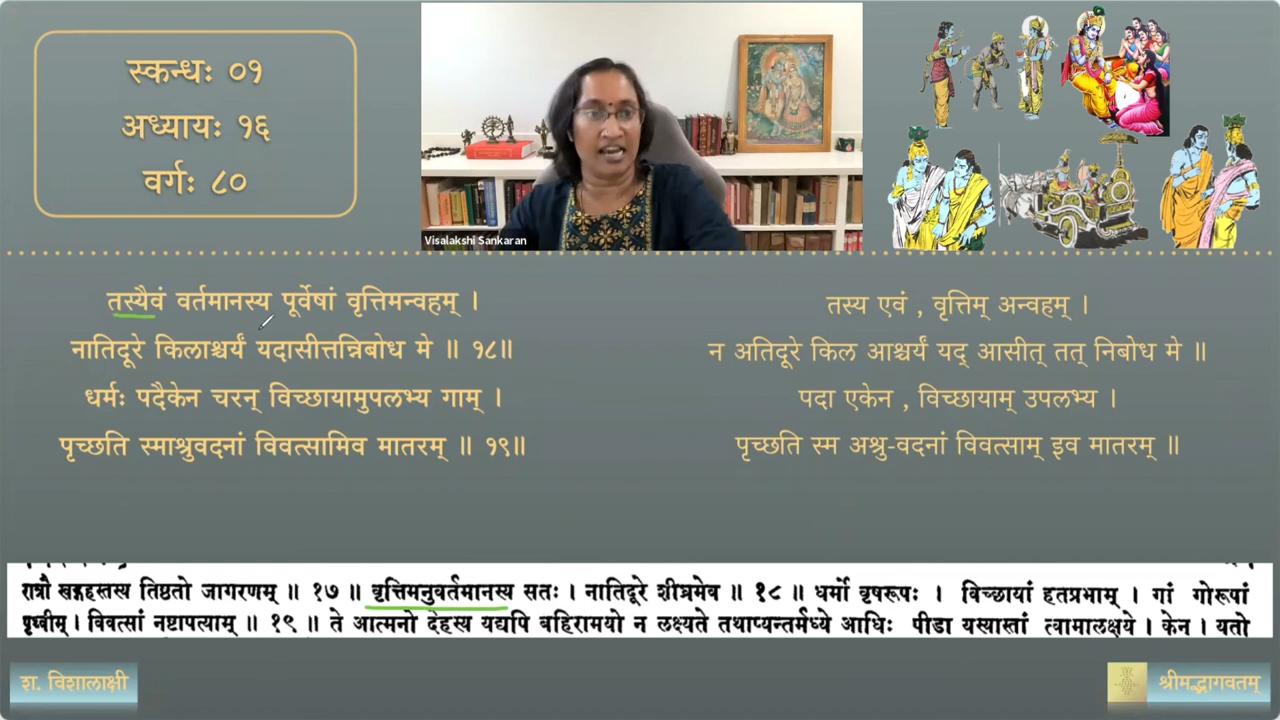 स्कन्धः ०१
अध्यायः १६
वर्गः ८०
Visalakshi Sankaran
तस्यैवं वर्तमानस्य पूर्वेषां वृत्तिमन्वहम् ।
नातिदूरे किलाश्चर्यं यदासीत्तन्निबोध मे ॥ १८॥
धर्मः पदैकेन चरन् विच्छायामुपलभ्य गाम् ।
पृच्छति स्माश्रुवदनां विवत्सामिव मातरम् ॥ १९॥
तस्य एवं , वृत्तिम् अन्वहम् ।
न अतिदूरे किल आश्चर्यं यद् आसीत् तत् निबोध मे ॥
पदा एकेन , विच्छायाम् उपलभ्य ।
पृच्छति स्म अश्रु-वदनां विवत्साम् इव मातरम् ॥
रात्रौ खड्गहस्तस्य तिष्ठतो जागरणम् ॥ १७ ॥ वृत्तिमनुवर्तमानस्य सतः । नातिदूरे शीघ्रमेव ॥ १८ ॥ धर्मो वृषरूपः । विच्छायां हतप्रभाम् । गां गोरूपां
पृथ्वीम् । विवत्सां नष्टापत्याम् ॥ १९ ॥ ते आत्मनो देहस्य यद्यपि बहिरामयो न लक्ष्यते तथाप्यन्तर्मध्ये आधिः पीडा यस्यास्तां त्वामालक्षये । केन । यतो
श. विशालाक्षी
श्रीमद्भागवतम्